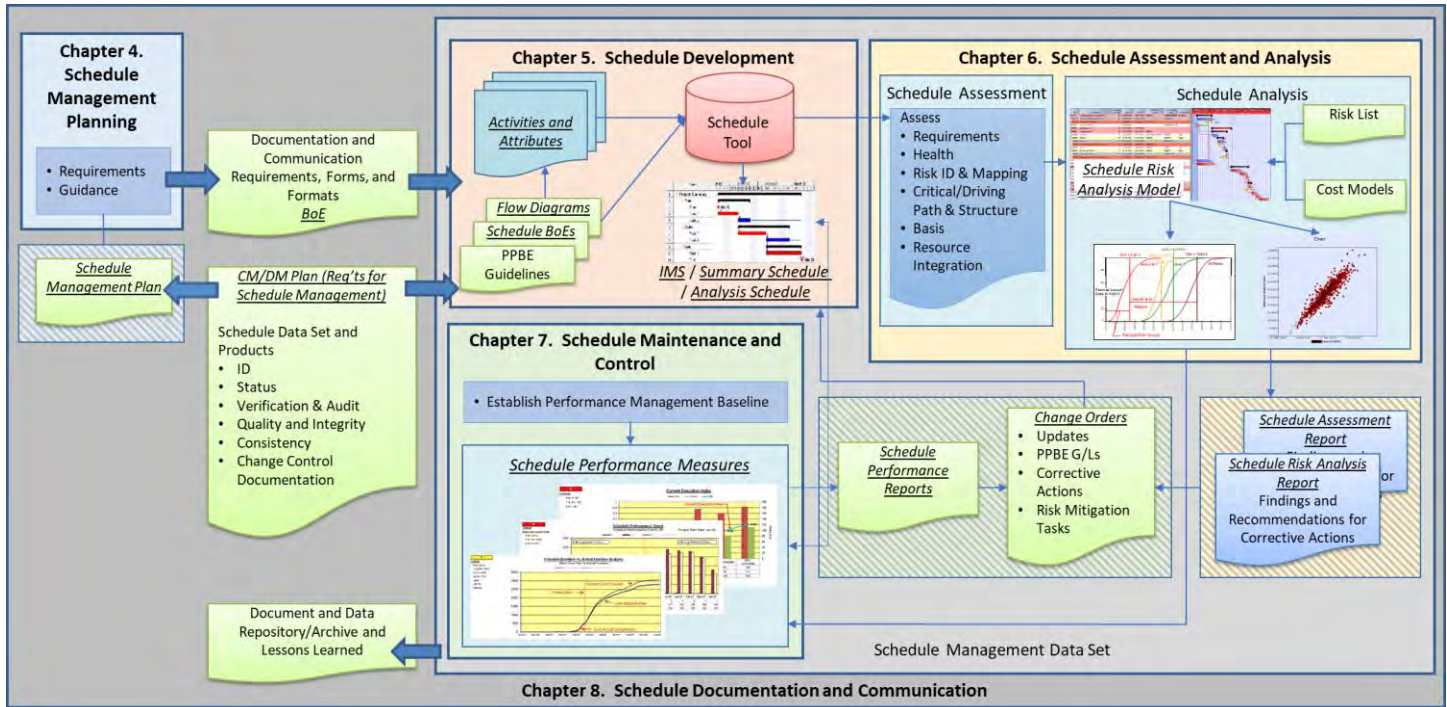 Chapter 4.
Schedule
Management
Planning
• Requirements
• Guidance
Schedule
Management Plan
Documentation and
Communication
Requirements, Forms, and
Formats
BoE
CM/DM Plan (Req'ts for
Schedule Management)
Schedule Data Set and
Products
• ID
• Status
• Verification & Audit
• Quality and Integrity
• Consistency
• Change Control
Documentation
Document and Data
Repository/Archive and
Lessons Learned
Chapter 5. Schedule Development
Activities and
Attributes
Schedule
Tool
Flow Diagrams
Schedule BoEs
PPBE
Guidelines
IMS / Summary Schedule
/ Analysis Schedule
Chapter 6. Schedule Assessment and Analysis
Schedule Assessment
Assess
• Requirements
• Health
• Risk ID & Mapping
• Critical/Driving
Path & Structure
• Basis
• Resource
Integration
Schedule Analysis
Schedule Risk
Analysis Model
Risk List
Cost Models
Chapter 7. Schedule Maintenance and
Control
• Establish Performance Management Baseline
Schedule Performance Measures
Schedule
Performance
Reports
Change Orders
• Updates
• PPBE G/Ls
• Corrective
Actions
• Risk Mitigation
Tasks
Schedule Assessment
Report
or
Schedule Risk Analysis
Report
Findings and
Recommendations for
Corrective Actions
Schedule Management Data Set
Chapter 8. Schedule Documentation and Communication